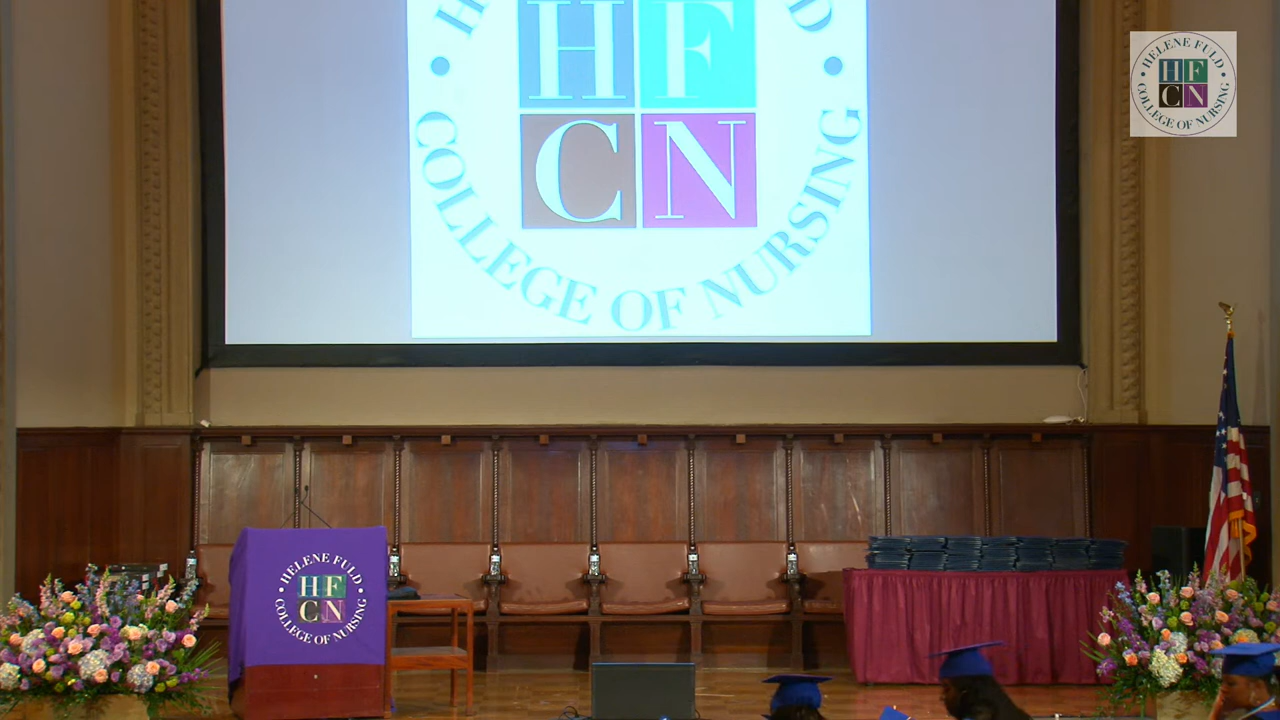 H D
HF
CN
COLLEGE OF NURSING
HELENE FULD
HF
CN
COLLEGE OF NURSING
HELENE FULD
HF
CN
COLLEGE OF NURSING